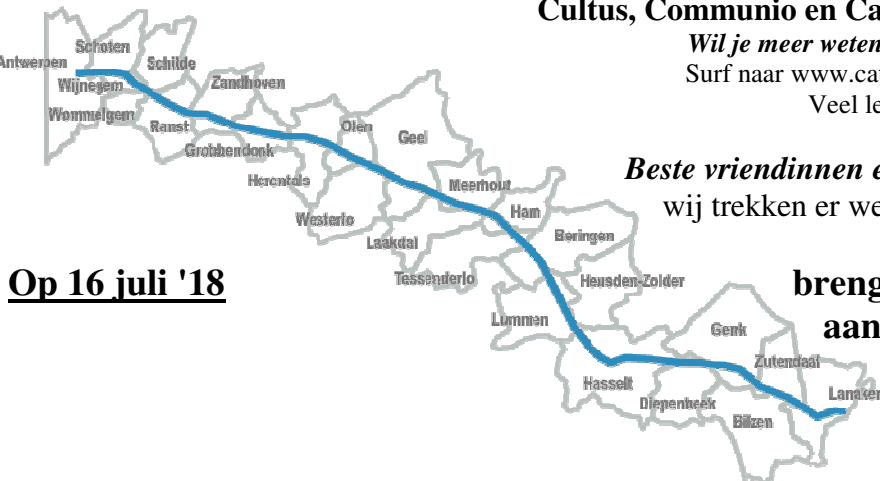 Cultus, Communio en Ca
Wil je meer weten
Surf naar www.ca
Veel le
Beste vriendinnen e
wij trekken er we
Op 16 juli '18
breng
aan
Schoten
Antwerpen
Schilde
Wijnegem
Zandhoven
Wommelgem
Ranst
Olen
Geel
Grobbendonk
Herentals
Meerhout
Westerlo
Ham
Laakdal
Beringen
Tessenderlo
Heusden-Zolder
Lummen
Genk
Zutendaal
Hasselt
Lanaken
Diepenbeek
Bilzen